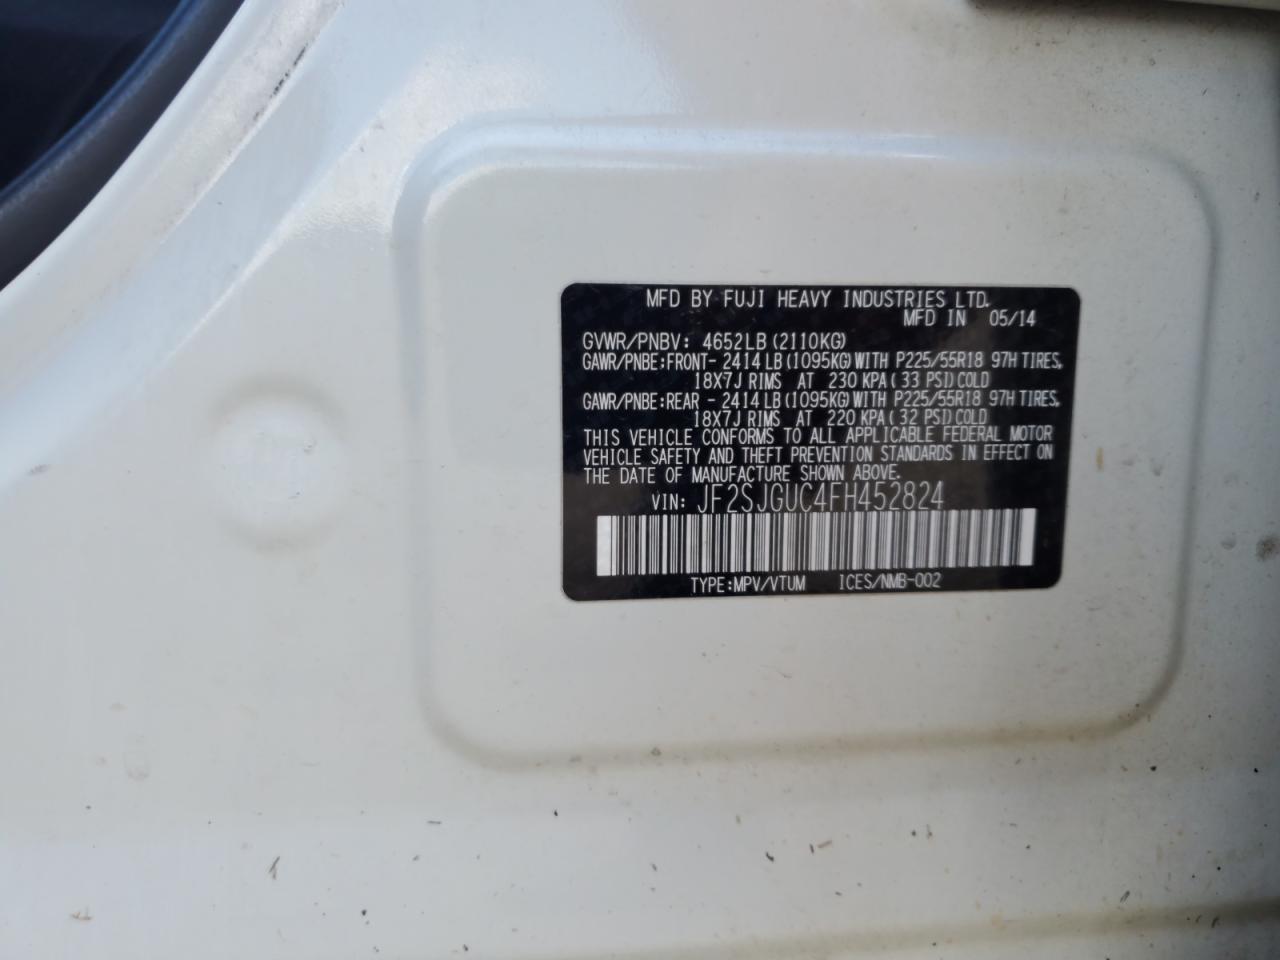 MFD BY FUJI HEAVY INDUSTRIES LTD.
MFD IN 05/14
GVWR/PNBV: 4652LB (2110KG)
GAWR/PNBE:FRONT- 2414 LB (1095KG) WITH P225/55R18 97H TIRES,
18X7J RIMS AT 230 KPA ( 33 PSI) COLD
GAWR/PNBE:REAR - 2414 LB (1095KG) WITH P225/55R18 97H TIRES,
18X7J RIMS AT 220 KPA ( 32 PSI) COLD
THIS VEHICLE CONFORMS TO ALL APPLICABLE FEDERAL MOTOR
VEHICLE SAFETY AND THEFT PREVENTION STANDARDS IN EFFECT ON
THE DATE OF MANUFACTURE SHOWN ABOVE.
VIN: JF2SJGUC4FH452824
TYPE:MPV/VTUM ICES/NMB-002